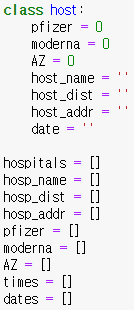 class host:
    pfizer = 0
    moderna = 0
    AZ = 0
    host_name = ''
    host_dist = ''
    host_addr = ''
    date = ''

hospitals = []
hosp_name = []
hosp_dist = []
hosp_addr = []
pfizer = []
moderna = []
AZ = []
times = []
dates = []